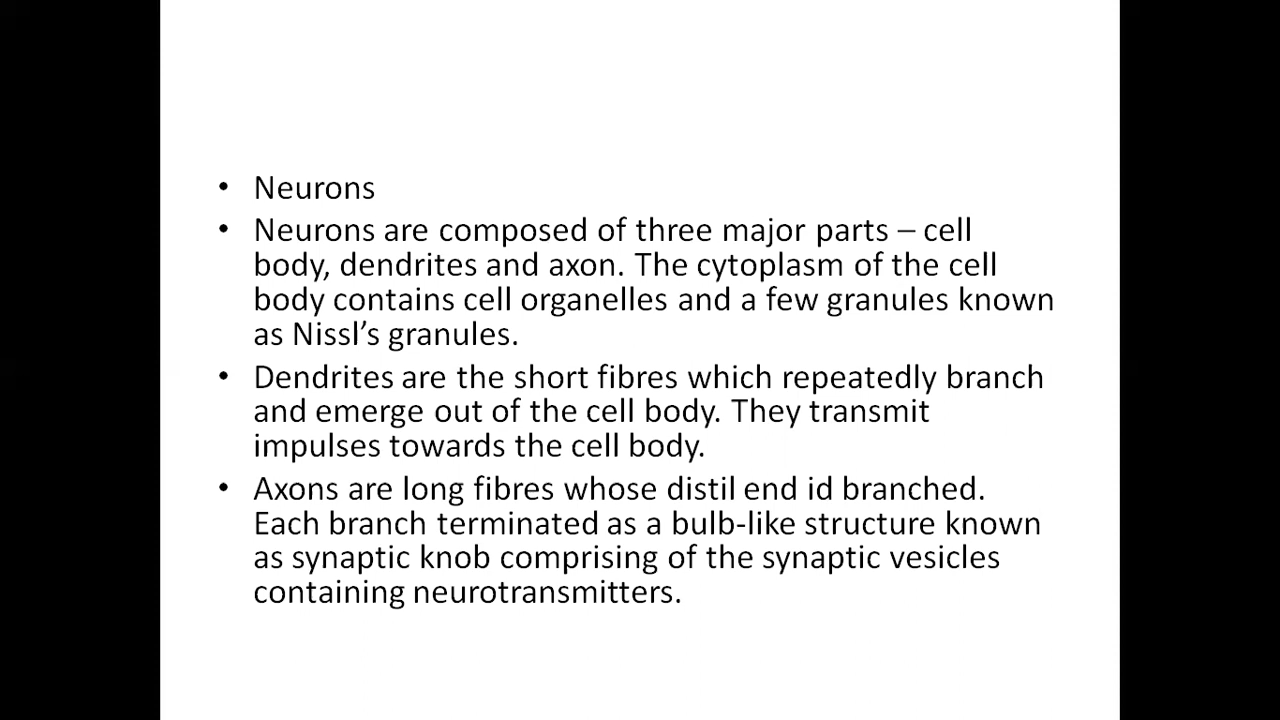 • Neurons
• Neurons are composed of three major parts – cell
body, dendrites and axon. The cytoplasm of the cell
body contains cell organelles and a few granules known
as Nissl’s granules.
• Dendrites are the short fibres which repeatedly branch
and emerge out of the cell body. They transmit
impulses towards the cell body.
• Axons are long fibres whose distil end id branched.
Each branch terminated as a bulb-like structure known
as synaptic knob comprising of the synaptic vesicles
containing neurotransmitters.